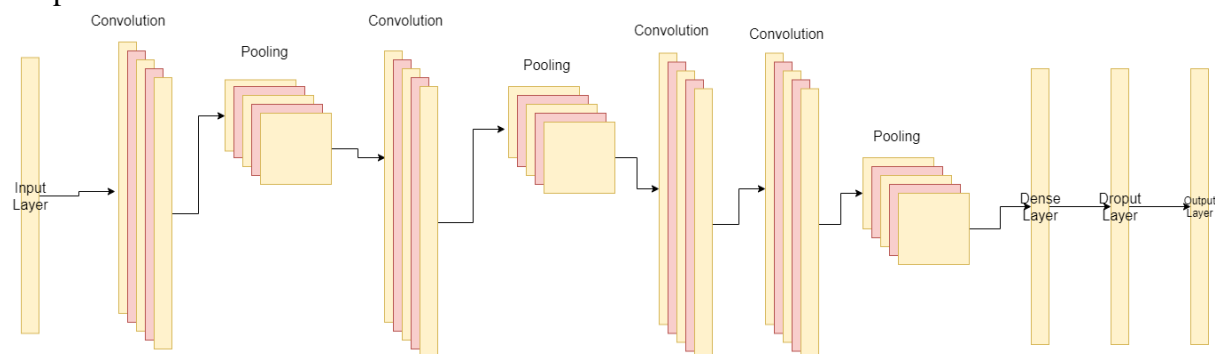 Convolution
Pooling
Convolution
Pooling
Convolution
Convolution
Pooling
Input
Layer
Dense
Layer
Droput
Layer
Output
Layer